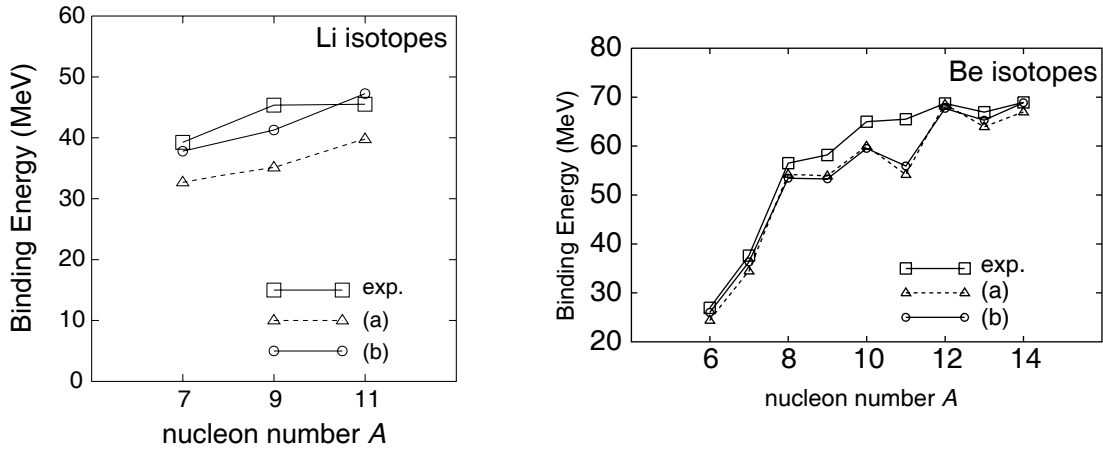 Li isotopes
Binding Energy (MeV)
60
50
40
30
20
10
0
exp.
(a)
(b)
7 9 11
nucleon number A
Be isotopes
Binding Energy (MeV)
80
70
60
50
40
30
20
exp.
(a)
(b)
6 8 10 12 14
nucleon number A